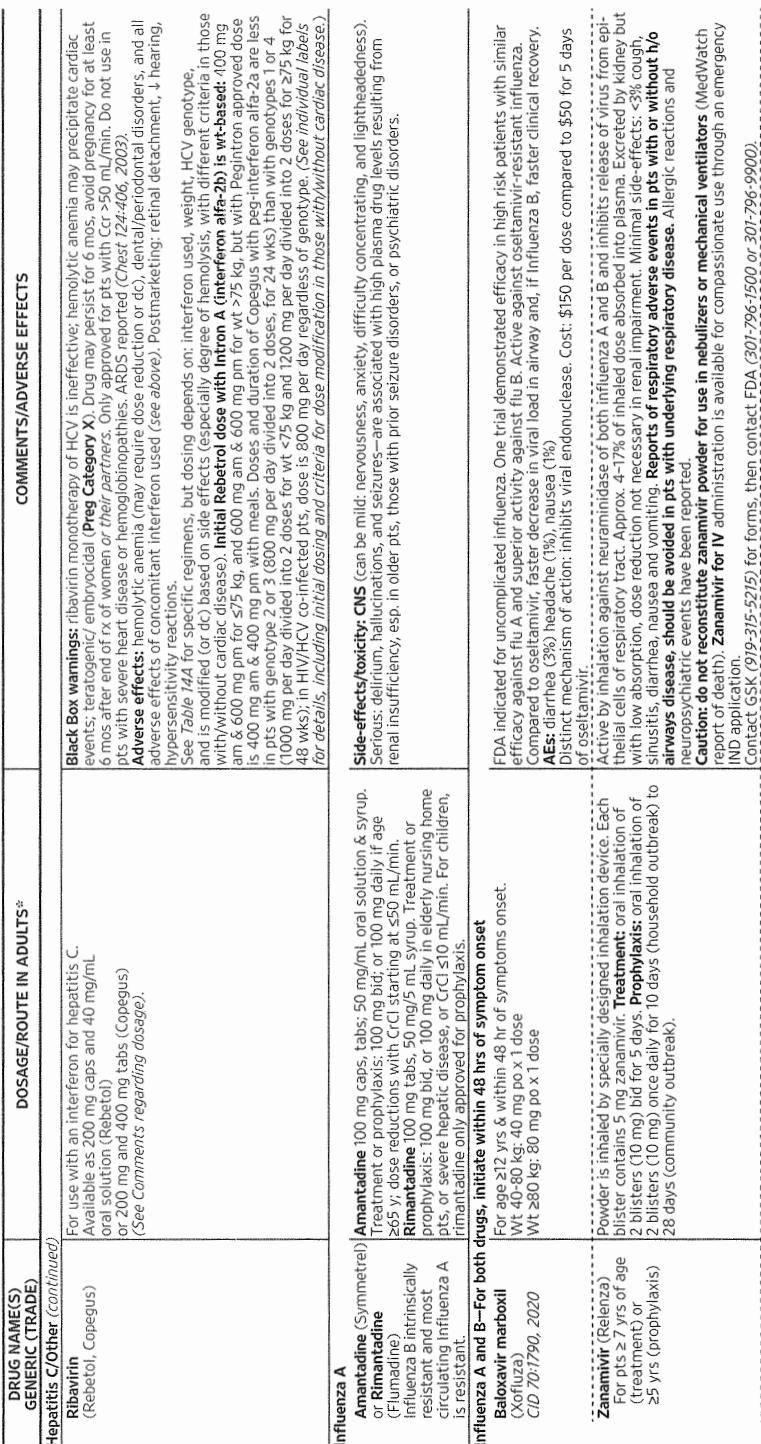 DRUG NAME(S)
GENERIC (TRADE)
DOSAGE/ROUTE IN ADULTS*
COMMENTS/ADVERSE EFFECTS
Hepatitis C/Other (continued)
Ribavirin
(Rebetol, Copegus)
For use with an interferon for hepatitis C.
Available as 200 mg caps and 40 mg/mL
oral solution (Rebetol)
or 200 mg and 400 mg tabs (Copegus)
(See Comments regarding dosage).
Black Box warnings: ribavirin monotherapy of HCV is ineffective; hemolytic anemia may precipitate cardiac
events; teratogenic/ embryocidal (Preg Category X). Drug may persist for 6 mos, avoid pregnancy for at least
6 mos after end of rx of women or their partners. Only approved for pts with Ccr >50 mL/min. Do not use in
pts with severe heart disease or hemoglobinopathies. ARDS reported (Chest 124:406, 2003).
Adverse effects: hemolytic anemia (may require dose reduction or dc), dental/periodontal disorders, and all
adverse effects of concomitant interferon used (see above). Postmarketing: retinal detachment, ↓ hearing,
hypersensitivity reactions.
See Table 14A for specific regimens, but dosing depends on: interferon used, weight, HCV genotype,
and is modified (or dc) based on side effects (especially degree of hemolysis, with different criteria in those
with/without cardiac disease). Initial Rebetrol dose with Intron A (interferon alfa-2b) is wt-based: 400 mg
am & 600 mg pm for ≤75 kg, and 600 mg am & 600 mg pm for wt >75 kg, but with Pegintron approved dose
is 400 mg am & 400 mg pm with meals. Doses and duration of Copegus with peg-interferon alfa-2a are less
in pts with genotype 2 or 3 (800 mg per day divided into 2 doses, for 24 wks) than with genotypes 1 or 4
(1000 mg per day divided into 2 doses for wt <75 kg and 1200 mg per day divided into 2 doses for ≥75 kg for
48 wks); in HIV/HCV co-infected pts, dose is 800 mg per day regardless of genotype. (See individual labels
for details, including initial dosing and criteria for dose modification in those with/without cardiac disease.)
Influenza A
Amantadine (Symmetrel)
or Rimantadine
(Flumadine)
Influenza B intrinsically
resistant and most
circulating Influenza A
is resistant.
Amantadine 100 mg caps, tabs; 50 mg/mL oral solution & syrup.
Treatment or prophylaxis: 100 mg bid; or 100 mg daily if age
≥65 y; dose reductions with CrCl starting at ≤50 mL/min.
Rimantadine 100 mg tabs, 50 mg/5 mL syrup. Treatment or
prophylaxis: 100 mg bid, or 100 mg daily in elderly nursing home
pts, or severe hepatic disease, or CrCl ≤10 mL/min. For children,
rimantadine only approved for prophylaxis.
Side-effects/toxicity: CNS (can be mild: nervousness, anxiety, difficulty concentrating, and lightheadedness).
Serious: delirium, hallucinations, and seizures—are associated with high plasma drug levels resulting from
renal insufficiency, esp. in older pts, those with prior seizure disorders, or psychiatric disorders.
Influenza A and B—For both drugs, initiate within 48 hrs of symptom onset
Baloxavir marboxil
(Xofluza)
CID 70:1790, 2020
For age ≥12 yrs & within 48 hr of symptoms onset.
Wt 40-80 kg: 40 mg po x 1 dose
Wt ≥80 kg: 80 mg po x 1 dose
FDA indicated for uncomplicated influenza. One trial demonstrated efficacy in high risk patients with similar
efficacy against flu A and superior activity against flu B. Active against oseltamivir-resistant influenza.
Compared to oseltamivir, faster decrease in viral load in airway and, if Influenza B, faster clinical recovery.
AEs: diarrhea (3%) headache (1%), nausea (1%)
Distinct mechanism of action: inhibits viral endonuclease. Cost: $150 per dose compared to $50 for 5 days
of oseltamivir.
Zanamivir (Relenza)
For pts ≥ 7 yrs of age
(treatment) or
≥5 yrs (prophylaxis)
Powder is inhaled by specially designed inhalation device. Each
blister contains 5 mg zanamivir. Treatment: oral inhalation of
2 blisters (10 mg) bid for 5 days. Prophylaxis: oral inhalation of
2 blisters (10 mg) once daily for 10 days (household outbreak) to
28 days (community outbreak).
Active by inhalation against neuraminidase of both influenza A and B and inhibits release of virus from epi-
thelial cells of respiratory tract. Approx. 4–17% of inhaled dose absorbed into plasma. Excreted by kidney but
with low absorption, dose reduction not necessary in renal impairment. Minimal side-effects: <3% cough,
sinusitis, diarrhea, nausea and vomiting. Reports of respiratory adverse events in pts with or without h/o
airways disease, should be avoided in pts with underlying respiratory disease. Allergic reactions and
neuropsychiatric events have been reported.
Caution: do not reconstitute zanamivir powder for use in nebulizers or mechanical ventilators (MedWatch
report of death). Zanamivir for IV administration is available for compassionate use through an emergency
IND application.
Contact GSK (919-315-5215) for forms, then contact FDA (301-796-1500 or 301-796-9900).